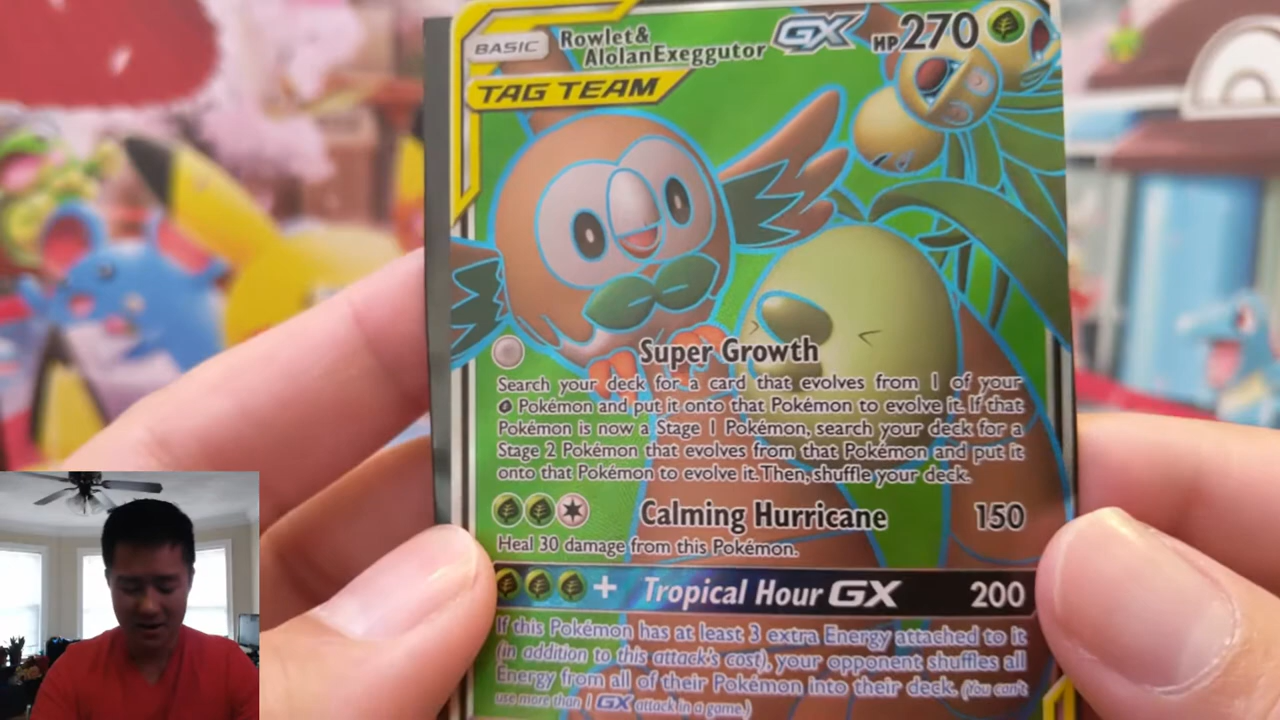 BASIC Rowlet& AlolanExeggutor GX HP270
TAG TEAM
Super Growth
Search your deck for a card that evolves from 1 of your
Pokémon and put it onto that Pokémon to evolve it. If that
Pokémon is now a Stage 1 Pokémon, search your deck for a
Stage 2 Pokémon that evolves from that Pokémon and put it
onto that Pokémon to evolve it. Then, shuffle your deck.
Calming Hurricane 150
Heal 30 damage from this Pokémon.
+ Tropical Hour GX 200
If this Pokémon has at least 3 extra Energy attached to it
(in addition to this attack's cost), your opponent shuffles all
Energy from all of their Pokémon into their deck. (You can't
use more than 1 GX attack in a game.)